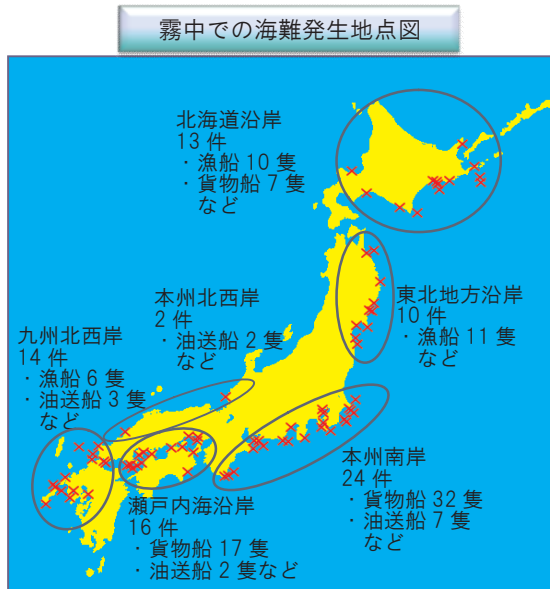 霧中での海難発生地点図
北海道沿岸
13 件
・漁船 10 隻
・貨物船 7 隻
など
本州北西岸
2 件
・油送船 2 隻
など
東北地方沿岸
10 件
・漁船 11 隻
など
九州北西岸
14 件
・漁船 6 隻
・油送船 3 隻
など
本州南岸
24 件
・貨物船 32 隻
・油送船 7 隻
など
瀬戸内海沿岸
16 件
・貨物船 17 隻
・油送船 2 隻など